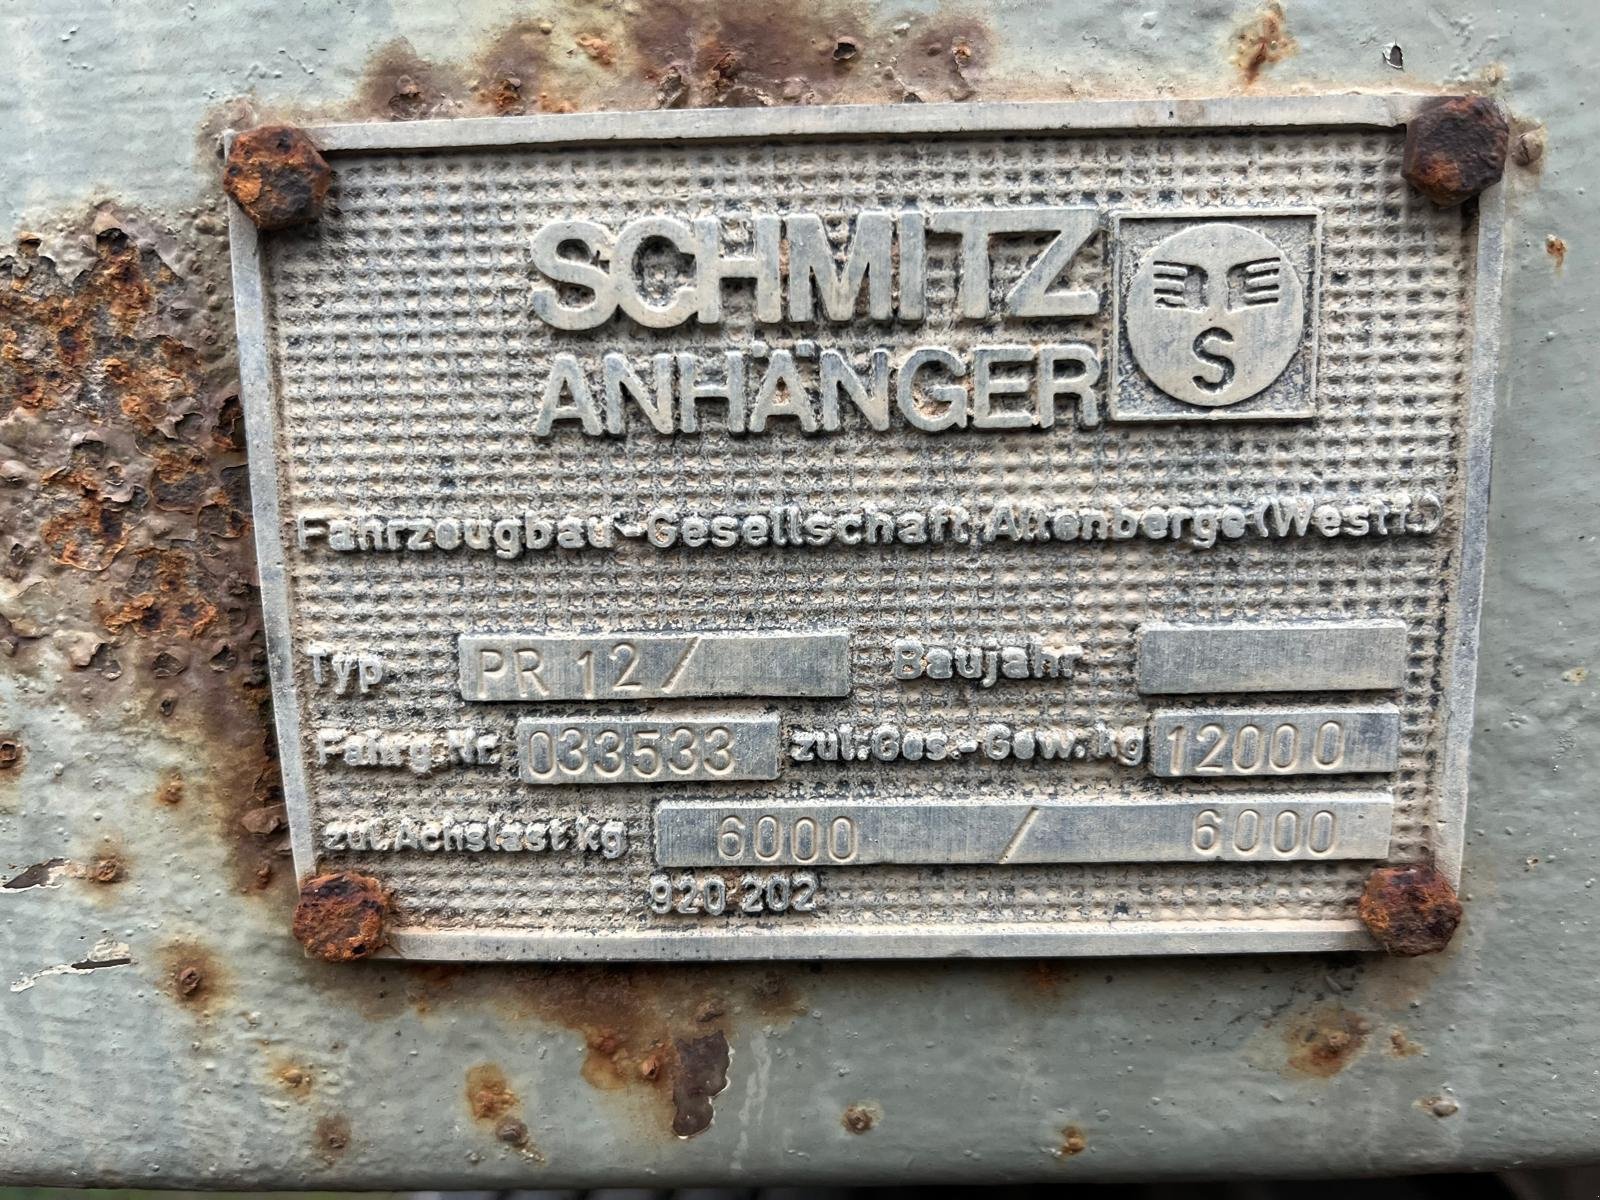 SCHMITZ
ANHÄNGER
S
Fahrzeugbau-Gesellschaft Altenberge (Westf.)
Typ PR 12/ Baujahr
Fahrg.Nr. 033533 zul.Ges.-Gew.kg 12000
zul.Achslast kg 6000 / 6000
920 202